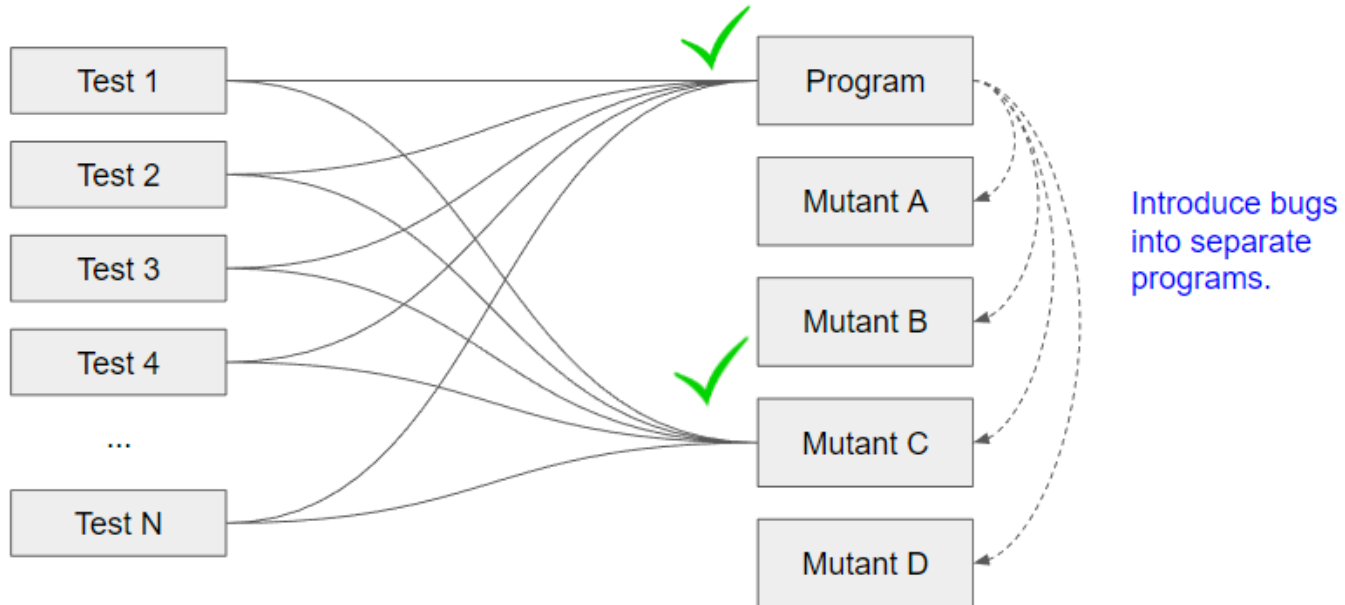 Test 1
Test 2
Test 3
Test 4
...
Test N
Program
Mutant A
Mutant B
Mutant C
Mutant D
Introduce bugs
into separate
programs.